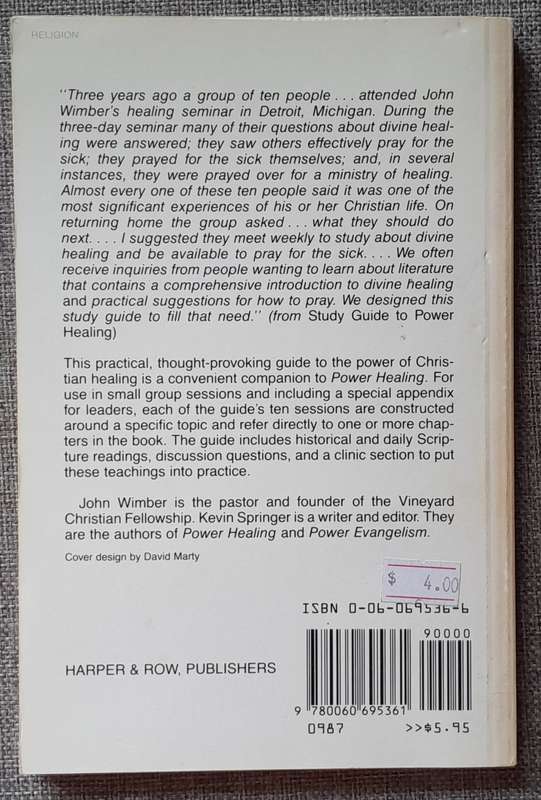 RELIGION
"Three years ago a group of ten people . . . attended John
Wimber's healing seminar in Detroit, Michigan. During the
three-day seminar many of their questions about divine heal-
ing were answered; they saw others effectively pray for the
sick; they prayed for the sick themselves; and, in several
instances, they were prayed over for a ministry of healing.
Almost every one of these ten people said it was one of the
most significant experiences of his or her Christian life. On
returning home the group asked . . . what they should do
next. . . . I suggested they meet weekly to study about divine
healing and be available to pray for the sick. . . . We often
receive inquiries from people wanting to learn about literature
that contains a comprehensive introduction to divine healing
and practical suggestions for how to pray. We designed this
study guide to fill that need." (from Study Guide to Power
Healing)
This practical, thought-provoking guide to the power of Chris-
tian healing is a convenient companion to Power Healing. For
use in small group sessions and including a special appendix
for leaders, each of the guide's ten sessions are constructed
around a specific topic and refer directly to one or more chap-
ters in the book. The guide includes historical and daily Scrip-
ture readings, discussion questions, and a clinic section to put
these teachings into practice.
John Wimber is the pastor and founder of the Vineyard
Christian Fellowship. Kevin Springer is a writer and editor. They
are the authors of Power Healing and Power Evangelism.
Cover design by David Marty
$ 4.00
ISBN 0-06-069536-6
90000
HARPER & ROW, PUBLISHERS
9 780060 695361
0987 >>$5.95